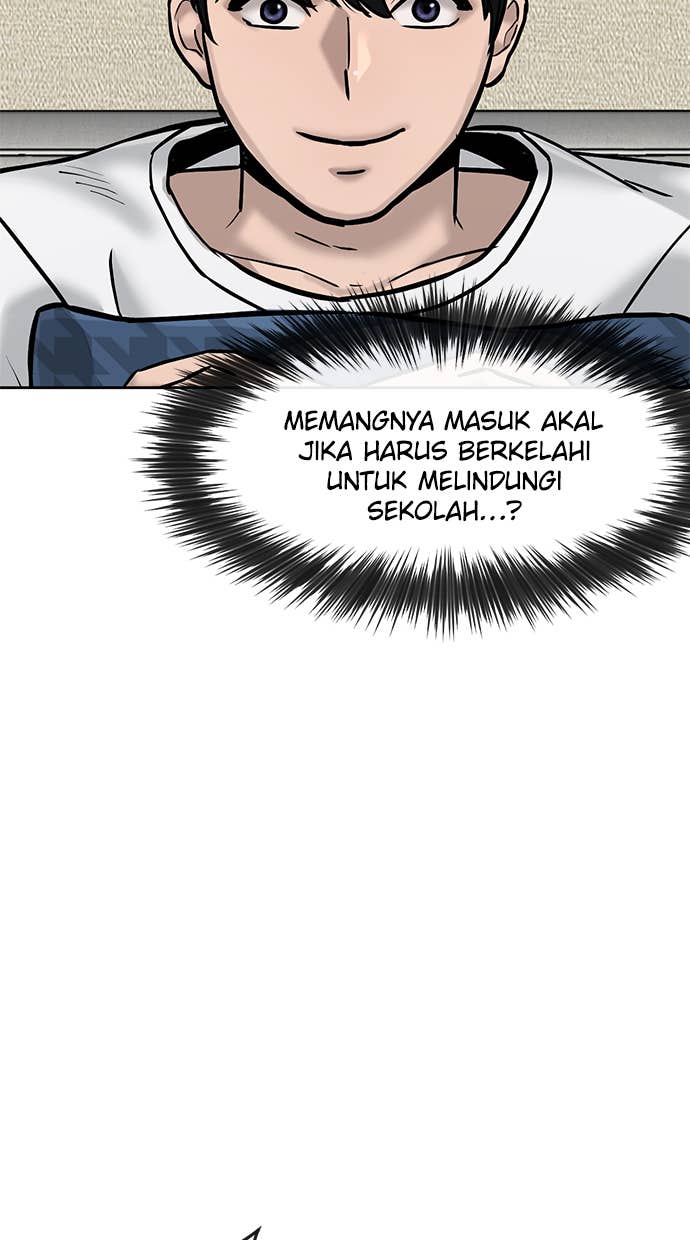 MEMANGNYA MASUK AKAL
JIKA HARUS BERKELAHI
UNTUK MELINDUNGI
SEKOLAH...?